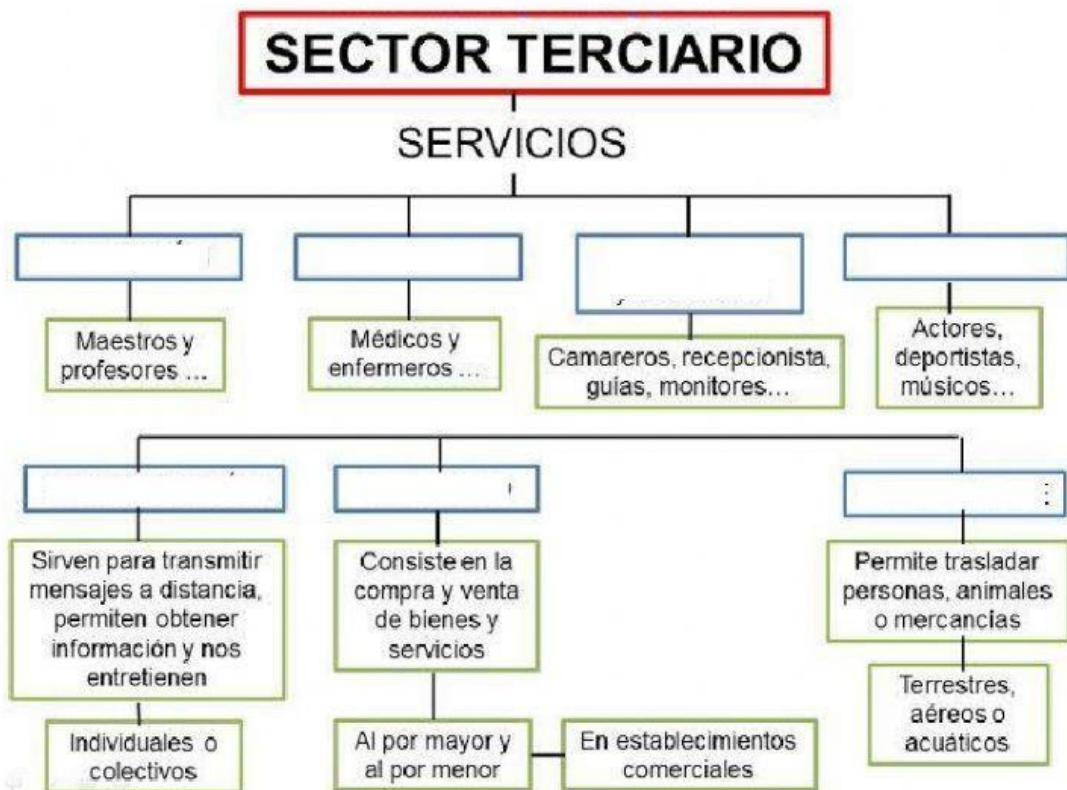 SECTOR TERCIARIO
SERVICIOS
Maestros y
profesores ...
Médicos y
enfermeros ...
Camareros, recepcionista,
guías, monitores...
Actores,
deportistas,
músicos...
Sirven para transmitir
mensajes a distancia,
permiten obtener
información y nos
entretienen
Individuales o
colectivos
Consiste en la
compra y venta
de bienes y
servicios
Al por mayor y
al por menor
En establecimientos
comerciales
Permite trasladar
personas, animales
o mercancías
Terrestres,
aéreos o
acuáticos